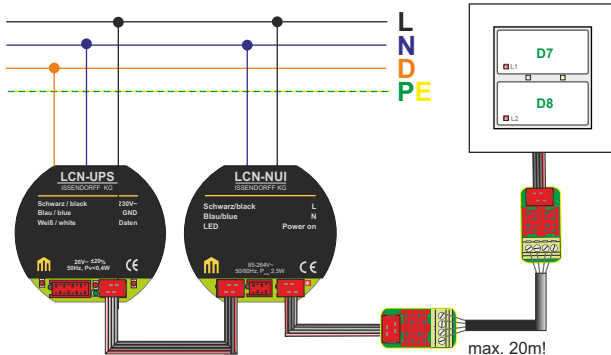 L
N
D
PE
LCN-UPS
ISSENDORFF KG
Schwarz / black 230V~
Blau / blue GND
Weiß / white Daten
26V~ ±20%
50Hz, Pv<0,4W
CE
LCN-NUI
ISSENDORFF KG
Schwarz/black L
Blau/blue N
LED Power on
85-264V~
50/60Hz, P 2,5W
CE
D7
L1
D8
L2
max. 20m!